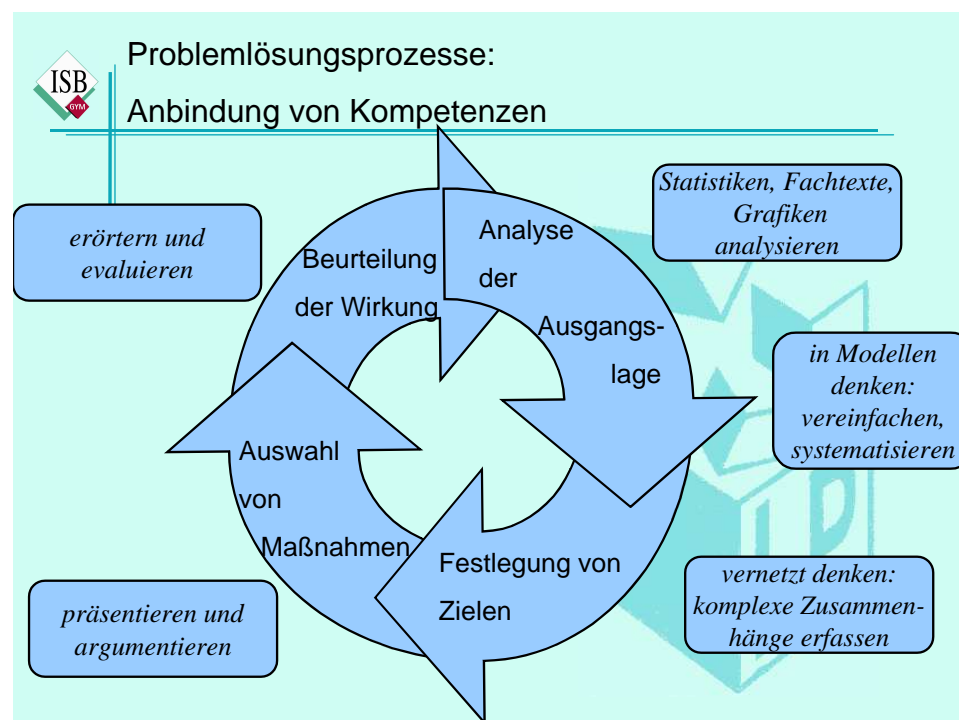 ISB
GYM
Problemlösungsprozesse:
Anbindung von Kompetenzen
Analyse
der
Ausgangs-
lage
Festlegung von
Zielen
Auswahl
von
Maßnahmen
Beurteilung
der Wirkung
Statistiken, Fachtexte,
Grafiken
analysieren
in Modellen
denken:
vereinfachen,
systematisieren
vernetzt denken:
komplexe Zusammen-
hänge erfassen
präsentieren und
argumentieren
erörtern und
evaluieren